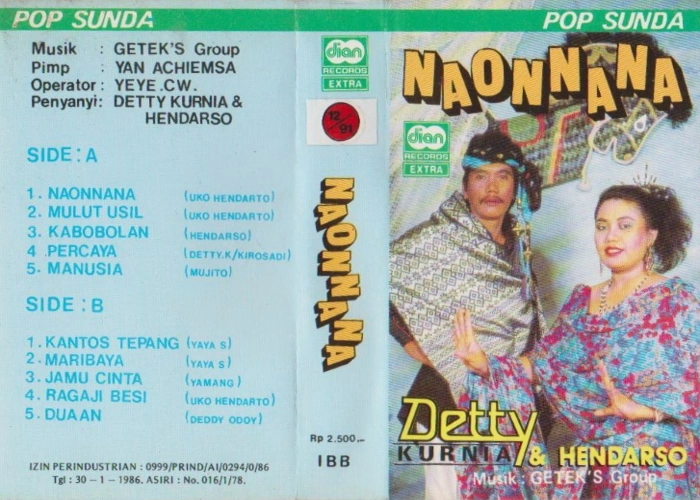 POP SUNDA
Musik : GETEK'S Group
Pimp : YAN ACHIEMSA
Operator : YEYE .CW.
Penyanyi: DETTY KURNIA &
HENDARSO
SIDE : A
1. NAONNANA (UKO HENDARTO)
2. MULUT USIL (UKO HENDARTO)
3. KABOBOLAN (HENDARSO)
4 PERCAYA (DETTY.K/KIROSADI)
5. MANUSIA (MUJITO)
SIDE : B
1. KANTOS TEPANG (YAYA S)
2. MARIBAYA (YAYA S)
3. JAMU CINTA (YAMANG)
4. RAGAJI BESI (UKO HENDARTO)
5. DUAAN (DEDDY ODOY)
IZIN PERINDUSTRIAN : 0999/PRIND/AI/0294/0/86
Tgl : 30 - 1 - 1986. ASIRI : No. 016/1/78.
dian
RECORDS
EXTRA
12/91
NAONNANA
Rp 2.500,-
IBB
POP SUNDA
NAONNANA
dian
RECORDS
EXTRA
Detty
KURNIA & HENDARSO
Musik : GETEK'S Group